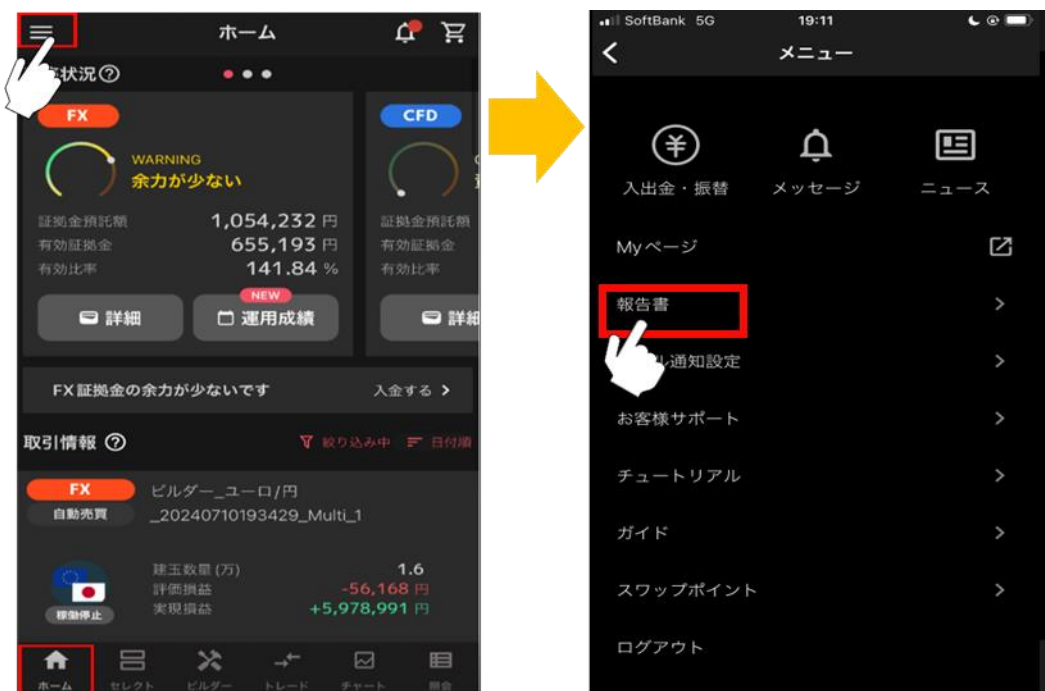 ホーム
状況?
FX
WARNING
余力が少ない
証拠金預託額 1,054,232 円
有効証拠金 655,193 円
有効比率 141.84 %
NEW
詳細
運用成績
CFD
証拠金預託額
有効証拠金
有効比率
詳細
FX証拠金の余力が少ないです 入金する >
取引情報 ? 絞り込み中 日付順
FX ビルダー_ユーロ/円
自動売買 _20240710193429_Multi_1
建玉数量(万) 1.6
評価損益 -56,168 円
実現損益 +5,978,991 円
稼働停止
ホーム セレクト ビルダー トレード チャート 照会
SoftBank 5G 19:11
メニュー
入出金・振替 メッセージ ニュース
Myページ
報告書
ル通知設定
お客様サポート
チュートリアル
ガイド
スワップポイント
ログアウト